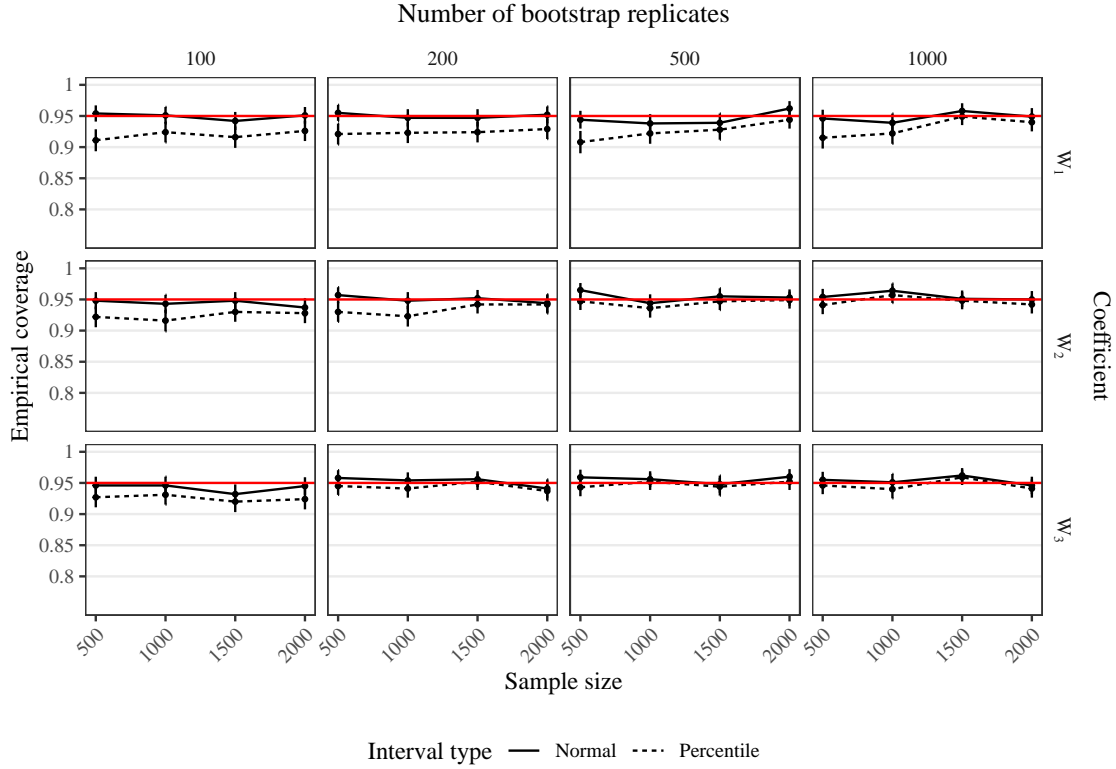 Number of bootstrap replicates
100 200 500 1000
1
0.95
0.9
0.85
0.8
W₁
1
0.95
0.9
0.85
0.8
W₂
1
0.95
0.9
0.85
0.8
W₃
Empirical coverage
Coefficient
500 1000 1500 2000 500 1000 1500 2000 500 1000 1500 2000 500 1000 1500 2000
Sample size
Interval type Normal Percentile